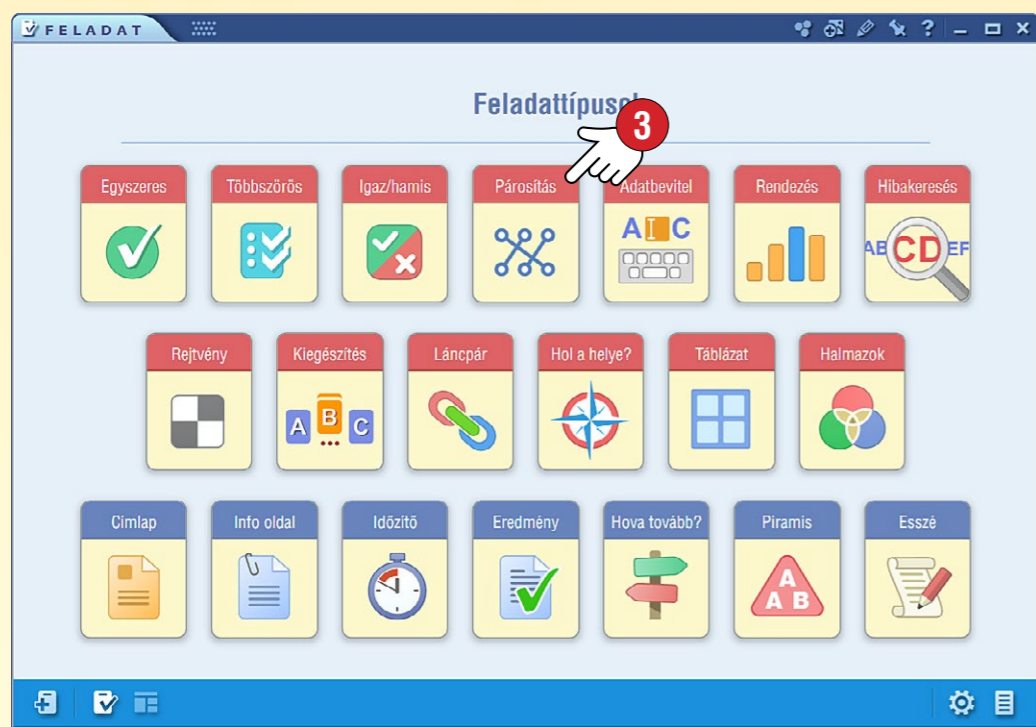 FELADAT
Feladattípusok
3
Egyszeres Többszörös Igaz/hamis Párosítás Adatbevitel Rendezés Hibakeresés
A C
AB CD EF
Rejtvény Kiegészítés Láncpár Hol a helye? Táblázat Halmazok
A B C
Címlap Info oldal Időzítő Eredmény Hova tovább? Piramis Esszé
A
A B